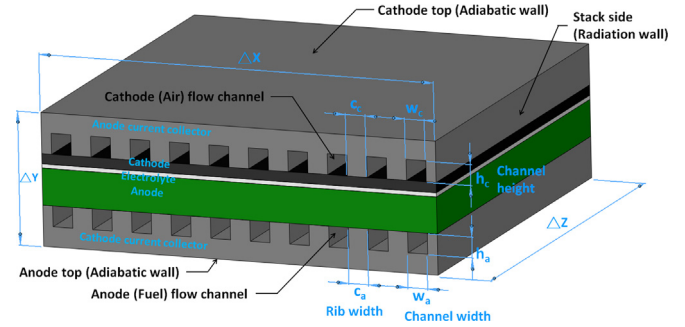 Cathode top (Adiabatic wall)
Stack side
(Radiation wall)
△X
Cathode (Air) flow channel
Cc
Wc
Anode current collector
Cathode
Electrolyte
Anode
△Y
hc
Channel
height
△Z
Cathode current collector
ha
Anode top (Adiabatic wall)
Anode (Fuel) flow channel
Ca
Wa
Rib width
Channel width